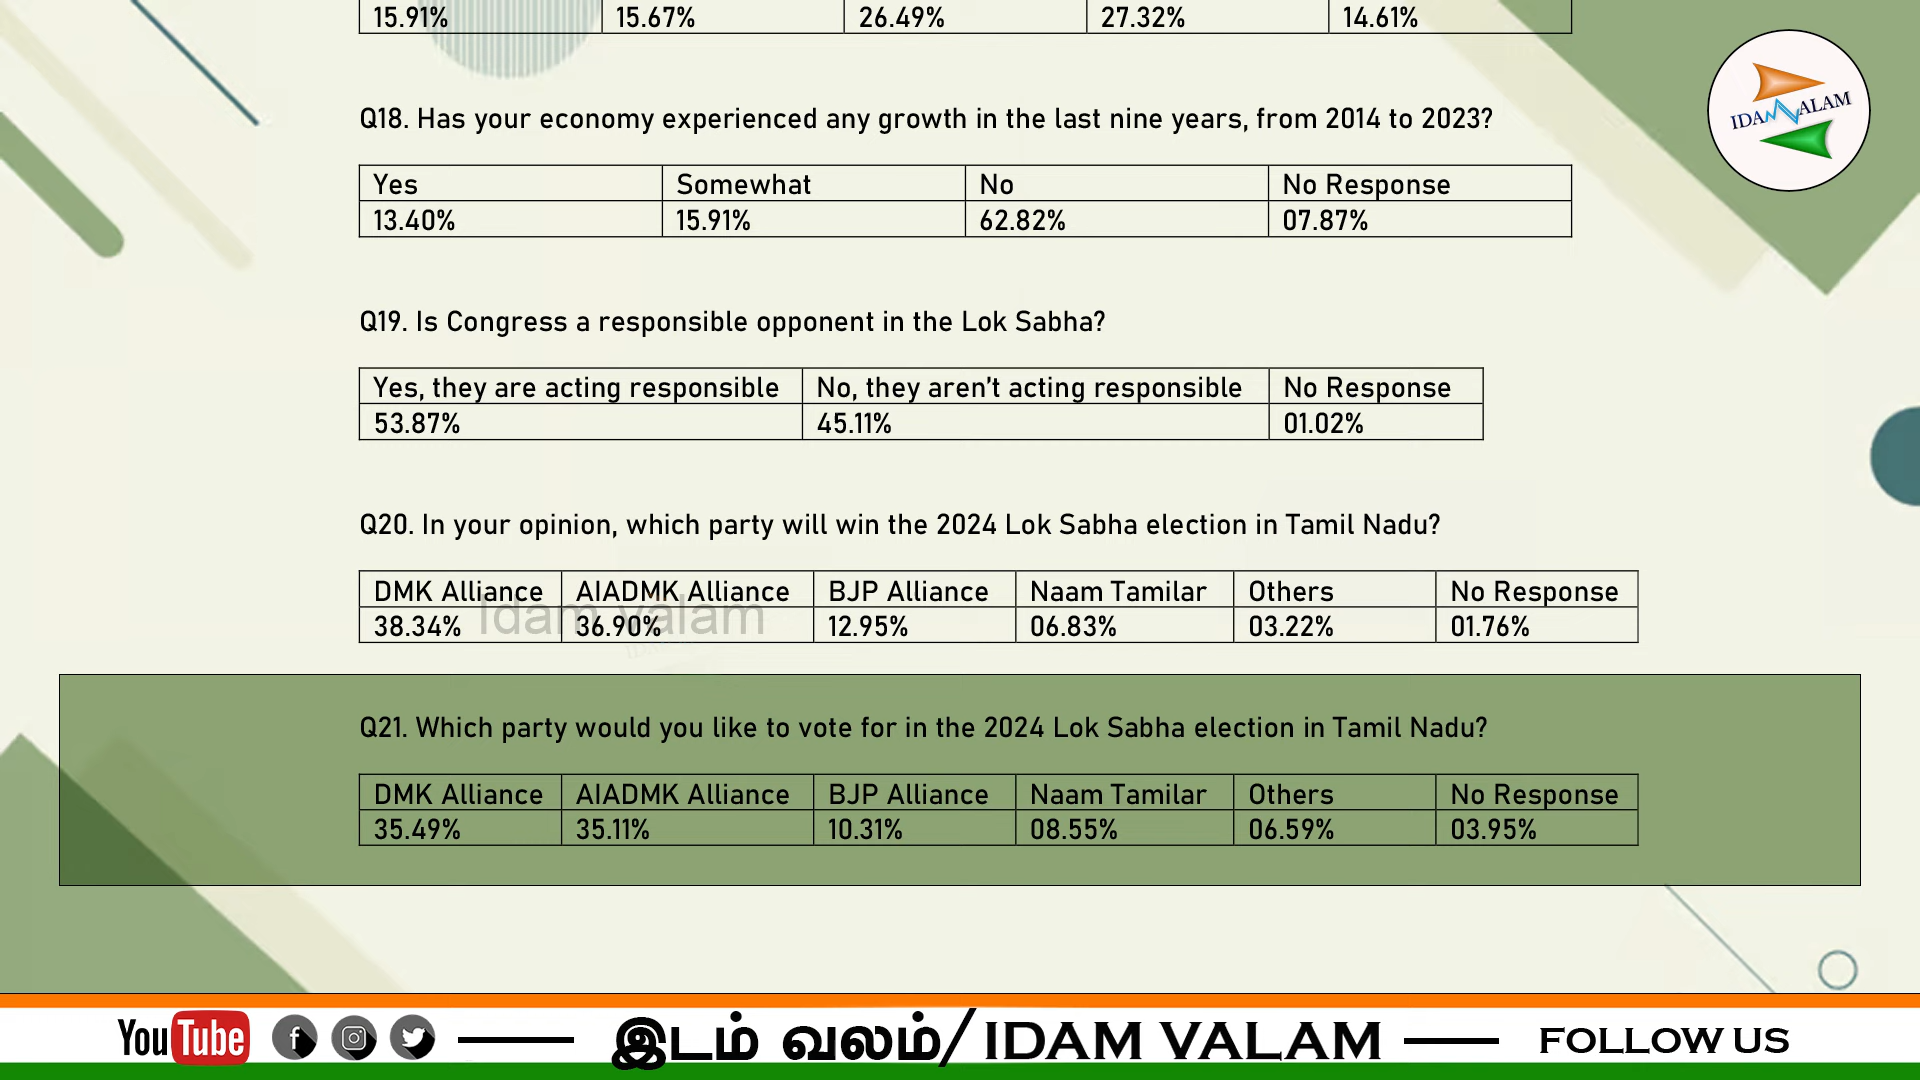 15.91% 15.67% 26.49% 27.32% 14.61%
IDAM VALAM
Q18. Has your economy experienced any growth in the last nine years, from 2014 to 2023?
Yes Somewhat No No Response
13.40% 15.91% 62.82% 07.87%
Q19. Is Congress a responsible opponent in the Lok Sabha?
Yes, they are acting responsible No, they aren't acting responsible No Response
53.87% 45.11% 01.02%
Q20. In your opinion, which party will win the 2024 Lok Sabha election in Tamil Nadu?
DMK Alliance AIADMK Alliance BJP Alliance Naam Tamilar Others No Response
Idam valam
38.34% 36.90% 12.95% 06.83% 03.22% 01.76%
Q21. Which party would you like to vote for in the 2024 Lok Sabha election in Tamil Nadu?
DMK Alliance AIADMK Alliance BJP Alliance Naam Tamilar Others No Response
35.49% 35.11% 10.31% 08.55% 06.59% 03.95%
YouTube இடம் வலம்/ IDAM VALAM FOLLOW US